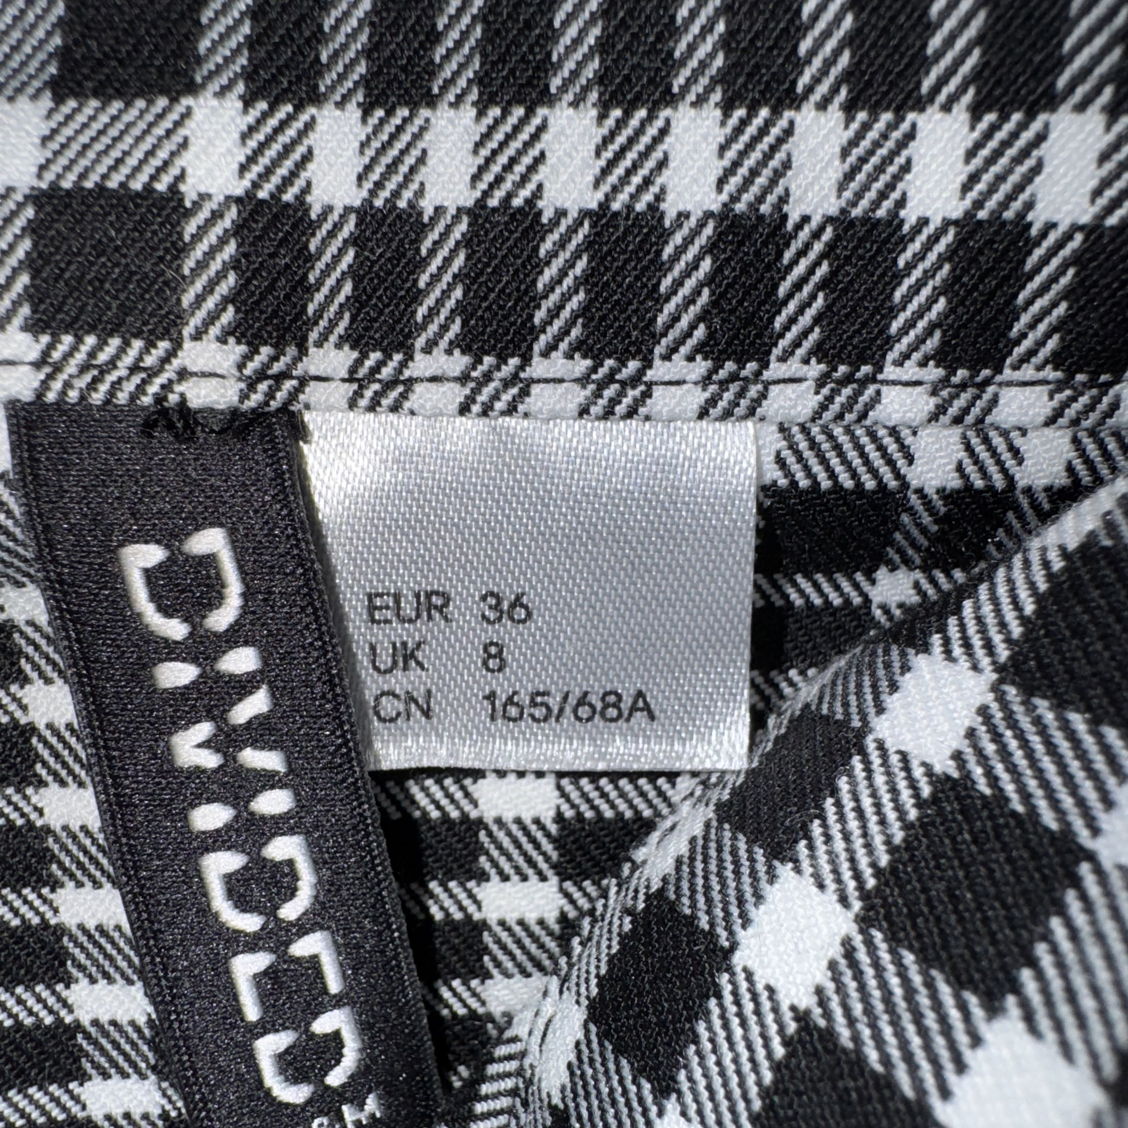 DIVIDED
EUR 36
UK 8
CN 165/68A